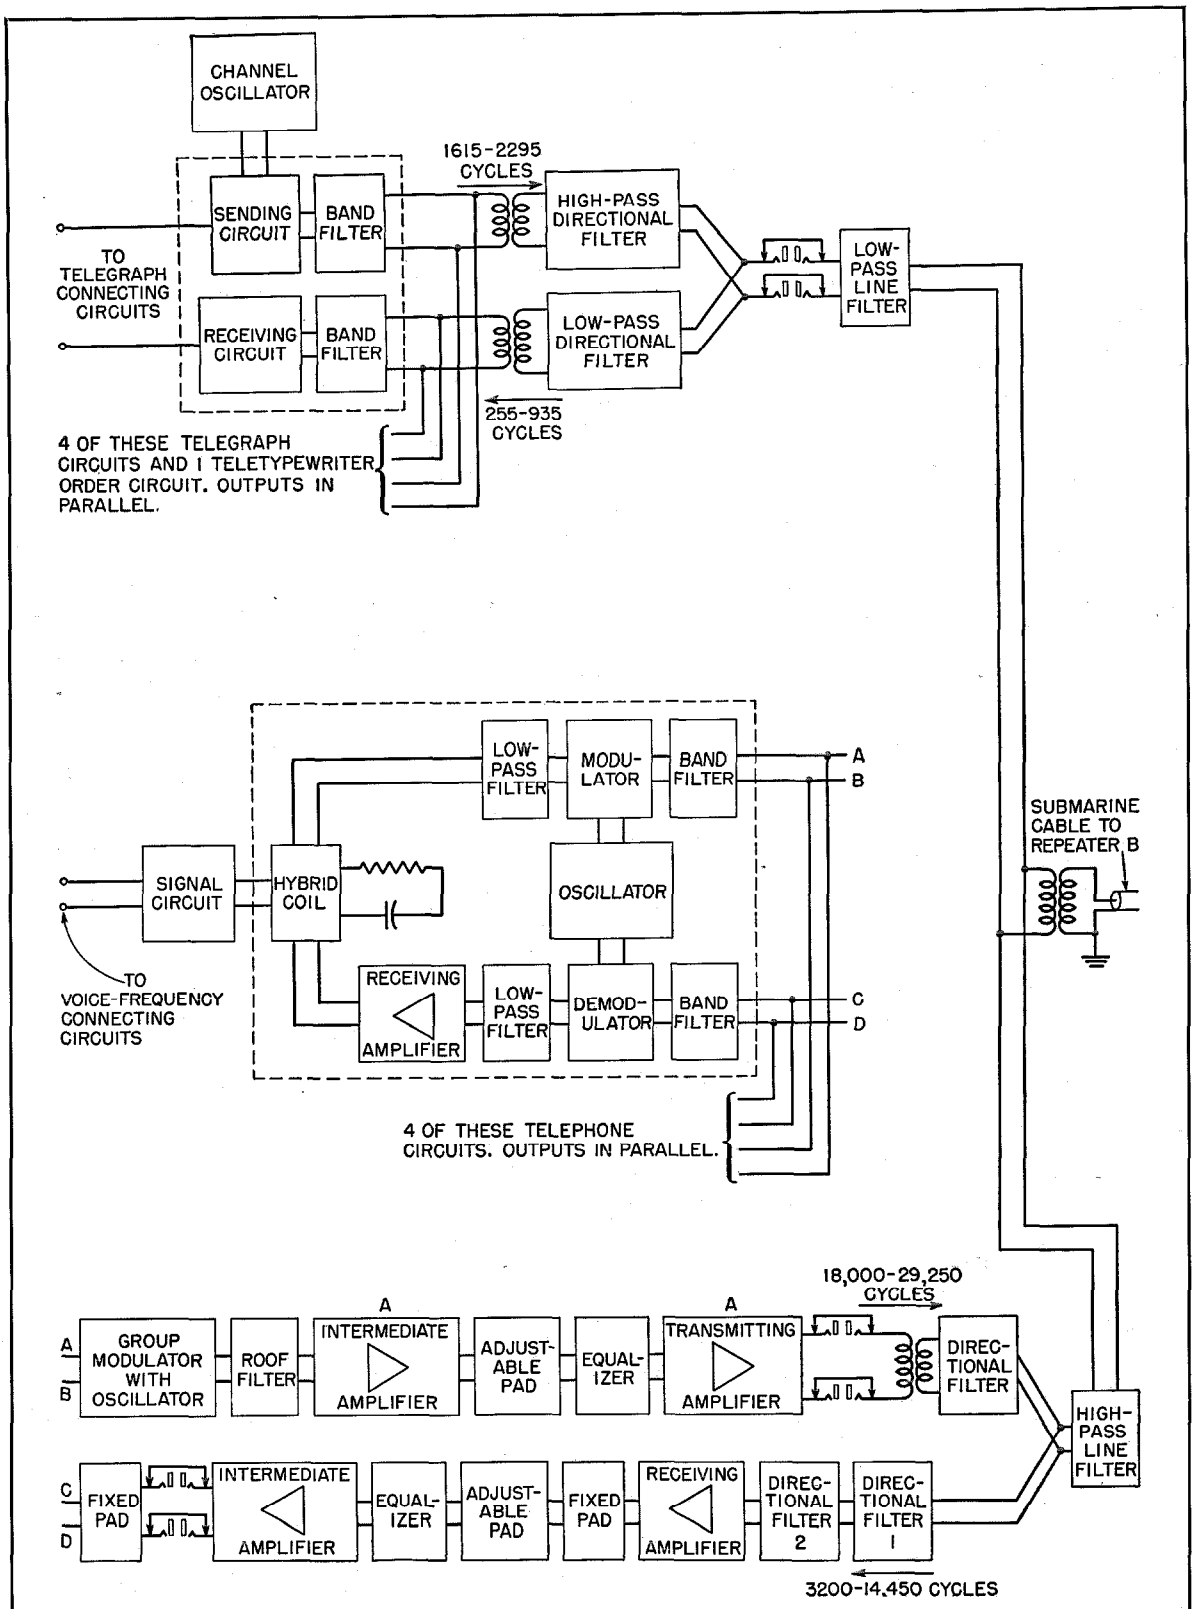 CHANNEL
OSCILLATOR
1615-2295
CYCLES
SENDING
CIRCUIT
BAND
FILTER
HIGH-PASS
DIRECTIONAL
FILTER
LOW-
PASS
LINE
FILTER
TO
TELEGRAPH
CONNECTING
CIRCUITS
RECEIVING
CIRCUIT
BAND
FILTER
LOW-PASS
DIRECTIONAL
FILTER
255-935
CYCLES
4 OF THESE TELEGRAPH
CIRCUITS AND 1 TELETYPEWRITER
ORDER CIRCUIT. OUTPUTS IN
PARALLEL.
LOW-
PASS
FILTER
MODU-
LATOR
BAND
FILTER
A
B
SUBMARINE
CABLE TO
REPEATER B
SIGNAL
CIRCUIT
HYBRID
COIL
OSCILLATOR
TO
VOICE-FREQUENCY
CONNECTING
CIRCUITS
RECEIVING
AMPLIFIER
LOW-
PASS
FILTER
DEMOD-
ULATOR
BAND
FILTER
C
D
4 OF THESE TELEPHONE
CIRCUITS. OUTPUTS IN PARALLEL.
18,000-29,250
CYCLES
A
B
GROUP
MODULATOR
WITH
OSCILLATOR
ROOF
FILTER
A
INTERMEDIATE
AMPLIFIER
ADJUST-
ABLE
PAD
EQUAL-
IZER
A
TRANSMITTING
AMPLIFIER
DIREC-
TIONAL
FILTER
HIGH-
PASS
LINE
FILTER
C
D
FIXED
PAD
INTERMEDIATE
AMPLIFIER
EQUAL-
IZER
ADJUST-
ABLE
PAD
FIXED
PAD
RECEIVING
AMPLIFIER
DIREC-
TIONAL
FILTER
2
DIREC-
TIONAL
FILTER
1
3200-14,450 CYCLES